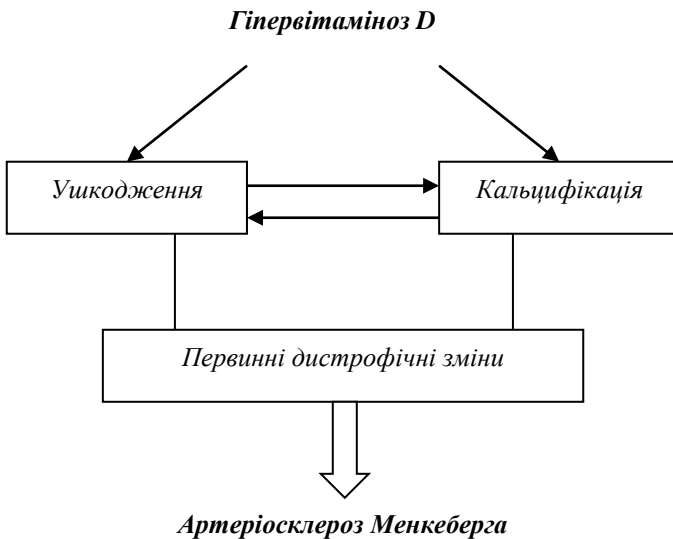 Гіпервітаміноз D
Ушкодження
Кальцифікація
Первинні дистрофічні зміни
Артеріосклероз Менкеберга